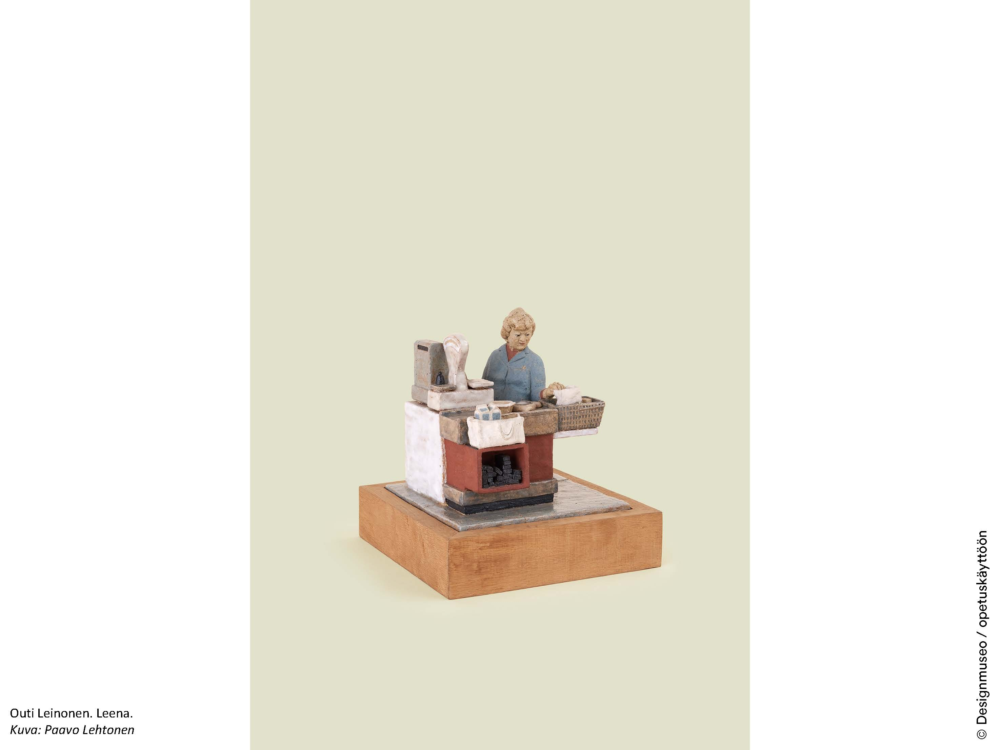 Outi Leinonen. Leena.
Kuva: Paavo Lehtonen
© Designmuseo / opetuskäyttöön